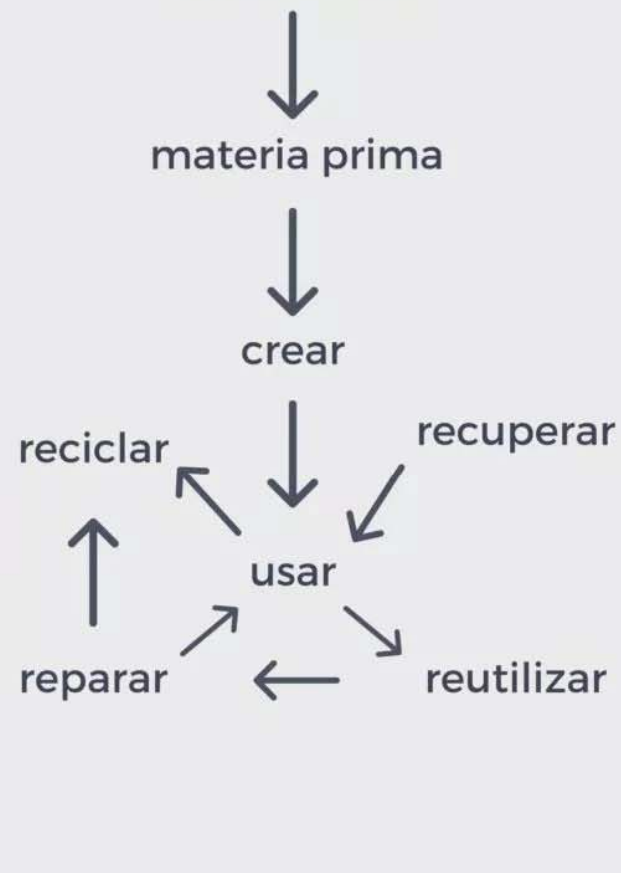 materia prima
crear
reciclar
recuperar
usar
reparar
reutilizar